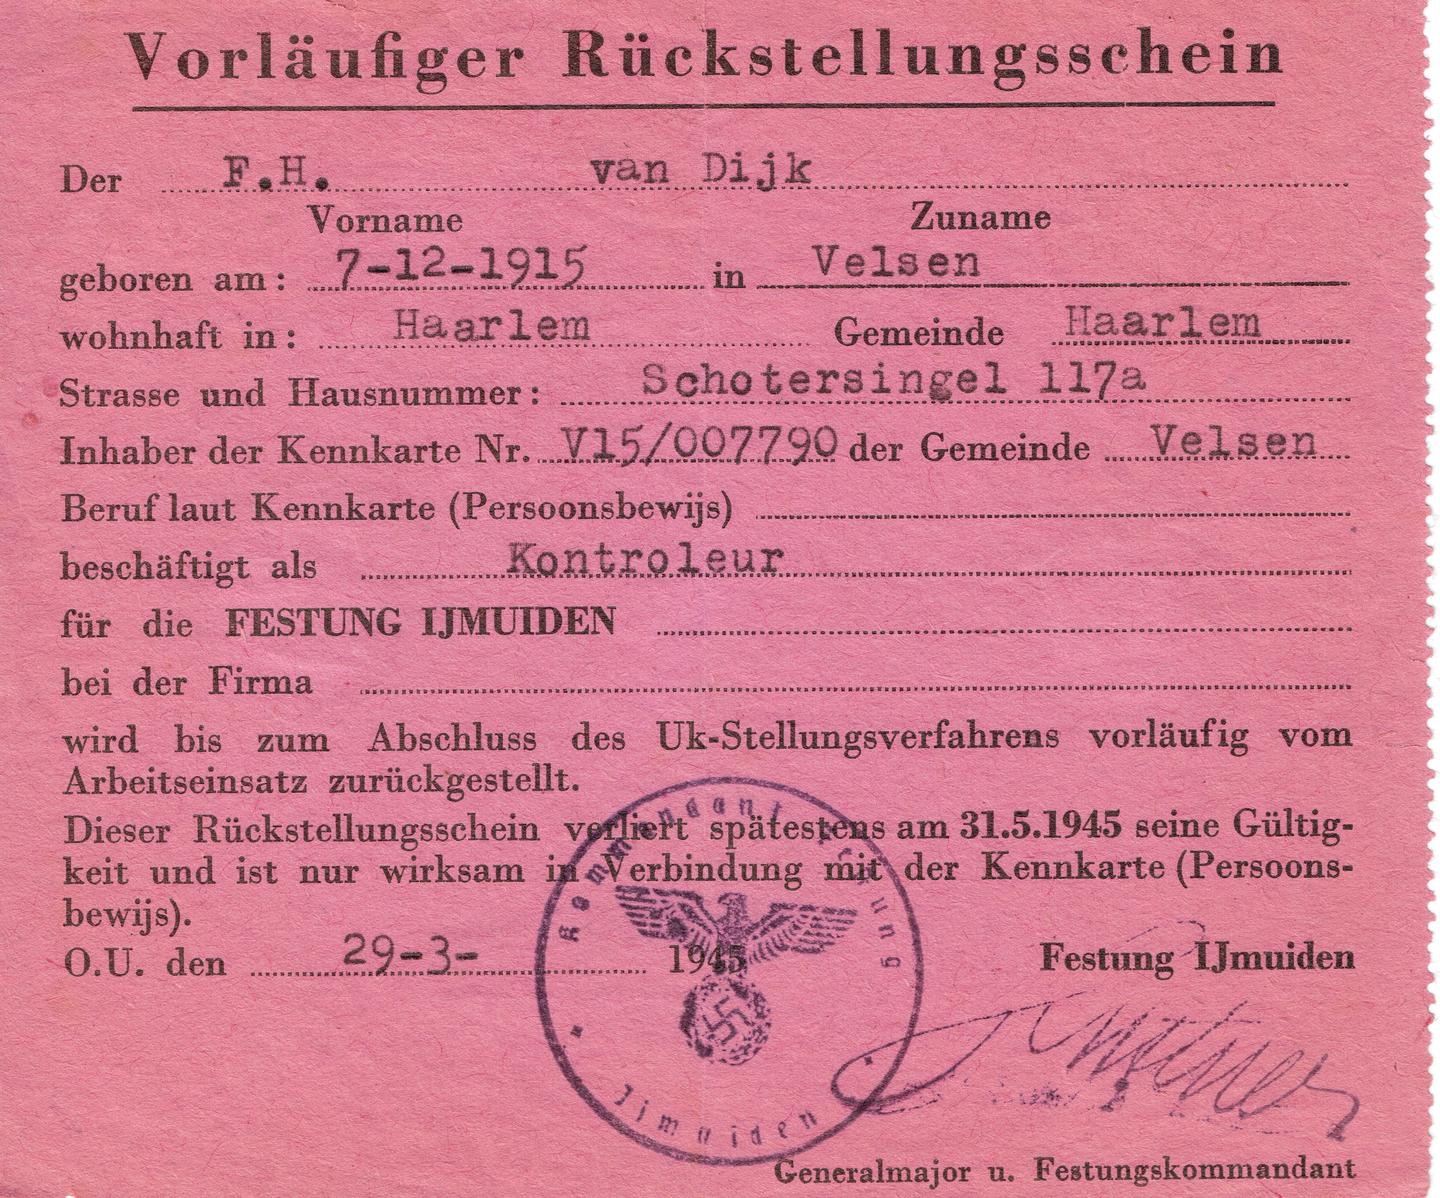 Vorläufiger Rückstellungsschein
Der F.H. van Dijk
Vorname Zuname
geboren am: 7-12-1915 in Velsen
wohnhaft in: Haarlem Gemeinde Haarlem
Strasse und Hausnummer: Schotersingel 117a
Inhaber der Kennkarte Nr. V15/007790 der Gemeinde Velsen
Beruf laut Kennkarte (Persoonsbewijs)
beschäftigt als Kontroleur
für die FESTUNG IJMUIDEN
bei der Firma
wird bis zum Abschluss des Uk-Stellungsverfahrens vorläufig vom
Arbeitseinsatz zurückgestellt.
Dieser Rückstellungsschein verliert spätestens am 31.5.1945 seine Gültig-
keit und ist nur wirksam in Verbindung mit der Kennkarte (Persoons-
bewijs).
O.U. den 29-3- 1945 Festung IJmuiden
Kommandant Festung
Ijmuiden
Generalmajor u. Festungskommandant